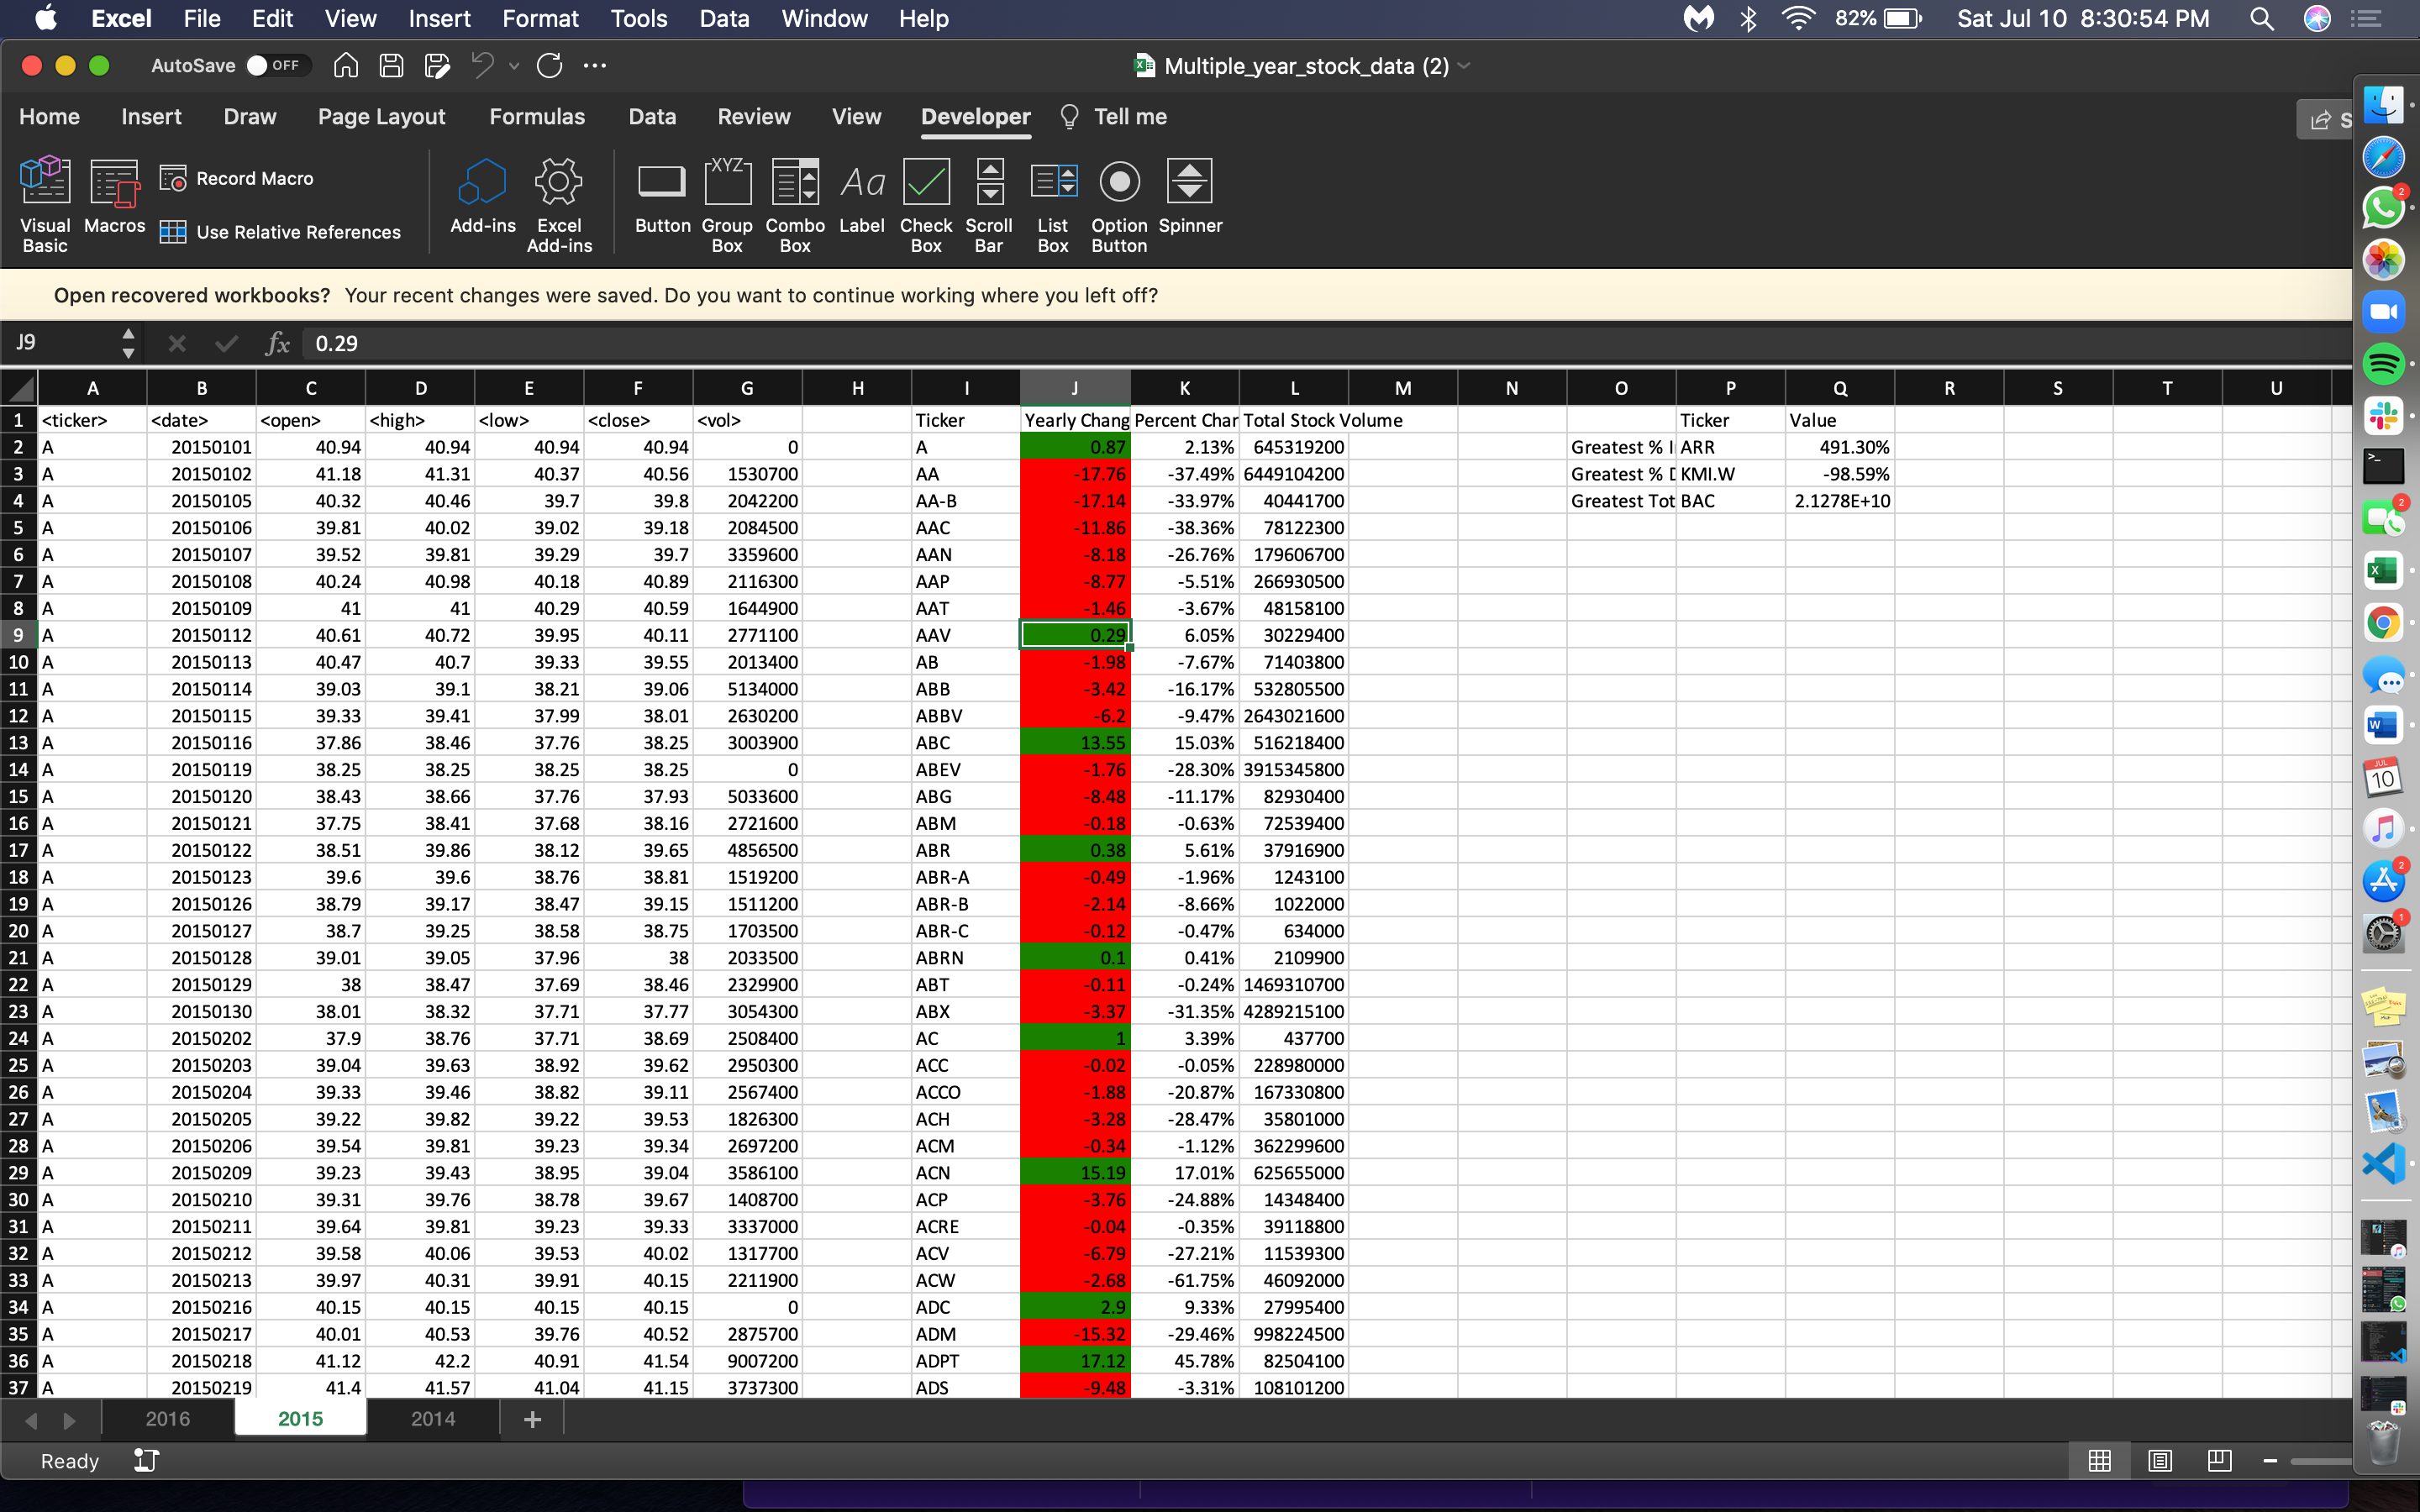 Excel File Edit View Insert Format Tools Data Window Help 82% Sat Jul 10 8:30:54 PM
AutoSave OFF Multiple_year_stock_data (2)
Home Insert Draw Page Layout Formulas Data Review View Developer Tell me S
Visual Basic Macros Record Macro Use Relative References Add-ins Excel Add-ins Button Group Box Combo Box Label Check Box Scroll Bar List Box Option Button Spinner
Open recovered workbooks? Your recent changes were saved. Do you want to continue working where you left off?
J9 fx 0.29
A B C D E F G H I J K L M N O P Q R S T U
1 <ticker> <date> <open> <high> <low> <close> <vol> Ticker Yearly Chang Percent Char Total Stock Volume Ticker Value
2 A 20150101 40.94 40.94 40.94 40.94 0 A 0.87 2.13% 645319200 Greatest % I ARR 491.30%
3 A 20150102 41.18 41.31 40.37 40.56 1530700 AA -17.76 -37.49% 6449104200 Greatest % D KMI.W -98.59%
4 A 20150105 40.32 40.46 39.7 39.8 2042200 AA-B -17.14 -33.97% 40441700 Greatest Tot BAC 2.1278E+10
5 A 20150106 39.81 40.02 39.02 39.18 2084500 AAC -11.86 -38.36% 78122300
6 A 20150107 39.52 39.81 39.29 39.7 3359600 AAN -8.18 -26.76% 179606700
7 A 20150108 40.24 40.98 40.18 40.89 2116300 AAP -8.77 -5.51% 266930500
8 A 20150109 41 41 40.29 40.59 1644900 AAT -1.46 -3.67% 48158100
9 A 20150112 40.61 40.72 39.95 40.11 2771100 AAV 0.29 6.05% 30229400
10 A 20150113 40.47 40.7 39.33 39.55 2013400 AB -1.98 -7.67% 71403800
11 A 20150114 39.03 39.1 38.21 39.06 5134000 ABB -3.42 -16.17% 532805500
12 A 20150115 39.33 39.41 37.99 38.01 2630200 ABBV -6.2 -9.47% 2643021600
13 A 20150116 37.86 38.46 37.76 38.25 3003900 ABC 13.55 15.03% 516218400
14 A 20150119 38.25 38.25 38.25 38.25 0 ABEV -1.76 -28.30% 3915345800
15 A 20150120 38.43 38.66 37.76 37.93 5033600 ABG -8.48 -11.17% 82930400
16 A 20150121 37.75 38.41 37.68 38.16 2721600 ABM -0.18 -0.63% 72539400
17 A 20150122 38.51 39.86 38.12 39.65 4856500 ABR 0.38 5.61% 37916900
18 A 20150123 39.6 39.6 38.76 38.81 1519200 ABR-A -0.49 -1.96% 1243100
19 A 20150126 38.79 39.17 38.47 39.15 1511200 ABR-B -2.14 -8.66% 1022000
20 A 20150127 38.7 39.25 38.58 38.75 1703500 ABR-C -0.12 -0.47% 634000
21 A 20150128 39.01 39.05 37.96 38 2033500 ABRN 0.1 0.41% 2109900
22 A 20150129 38 38.47 37.69 38.46 2329900 ABT -0.11 -0.24% 1469310700
23 A 20150130 38.01 38.32 37.71 37.77 3054300 ABX -3.37 -31.35% 4289215100
24 A 20150202 37.9 38.76 37.71 38.69 2508400 AC 1 3.39% 437700
25 A 20150203 39.04 39.63 38.92 39.62 2950300 ACC -0.02 -0.05% 228980000
26 A 20150204 39.33 39.46 38.82 39.11 2567400 ACCO -1.88 -20.87% 167330800
27 A 20150205 39.22 39.82 39.22 39.53 1826300 ACH -3.28 -28.47% 35801000
28 A 20150206 39.54 39.81 39.23 39.34 2697200 ACM -0.34 -1.12% 362299600
29 A 20150209 39.23 39.43 38.95 39.04 3586100 ACN 15.19 17.01% 625655000
30 A 20150210 39.31 39.76 38.78 39.67 1408700 ACP -3.76 -24.88% 14348400
31 A 20150211 39.64 39.81 39.23 39.33 3337000 ACRE -0.04 -0.35% 39118800
32 A 20150212 39.58 40.06 39.53 40.02 1317700 ACV -6.79 -27.21% 11539300
33 A 20150213 39.97 40.31 39.91 40.15 2211900 ACW -2.68 -61.75% 46092000
34 A 20150216 40.15 40.15 40.15 40.15 0 ADC 2.9 9.33% 27995400
35 A 20150217 40.01 40.53 39.76 40.52 2875700 ADM -15.32 -29.46% 998224500
36 A 20150218 41.12 42.2 40.91 41.54 9007200 ADPT 17.12 45.78% 82504100
37 A 20150219 41.4 41.57 41.04 41.15 3737300 ADS -9.48 -3.31% 108101200
2016 2015 2014 +
Ready
2
2
JUL
10
2
1